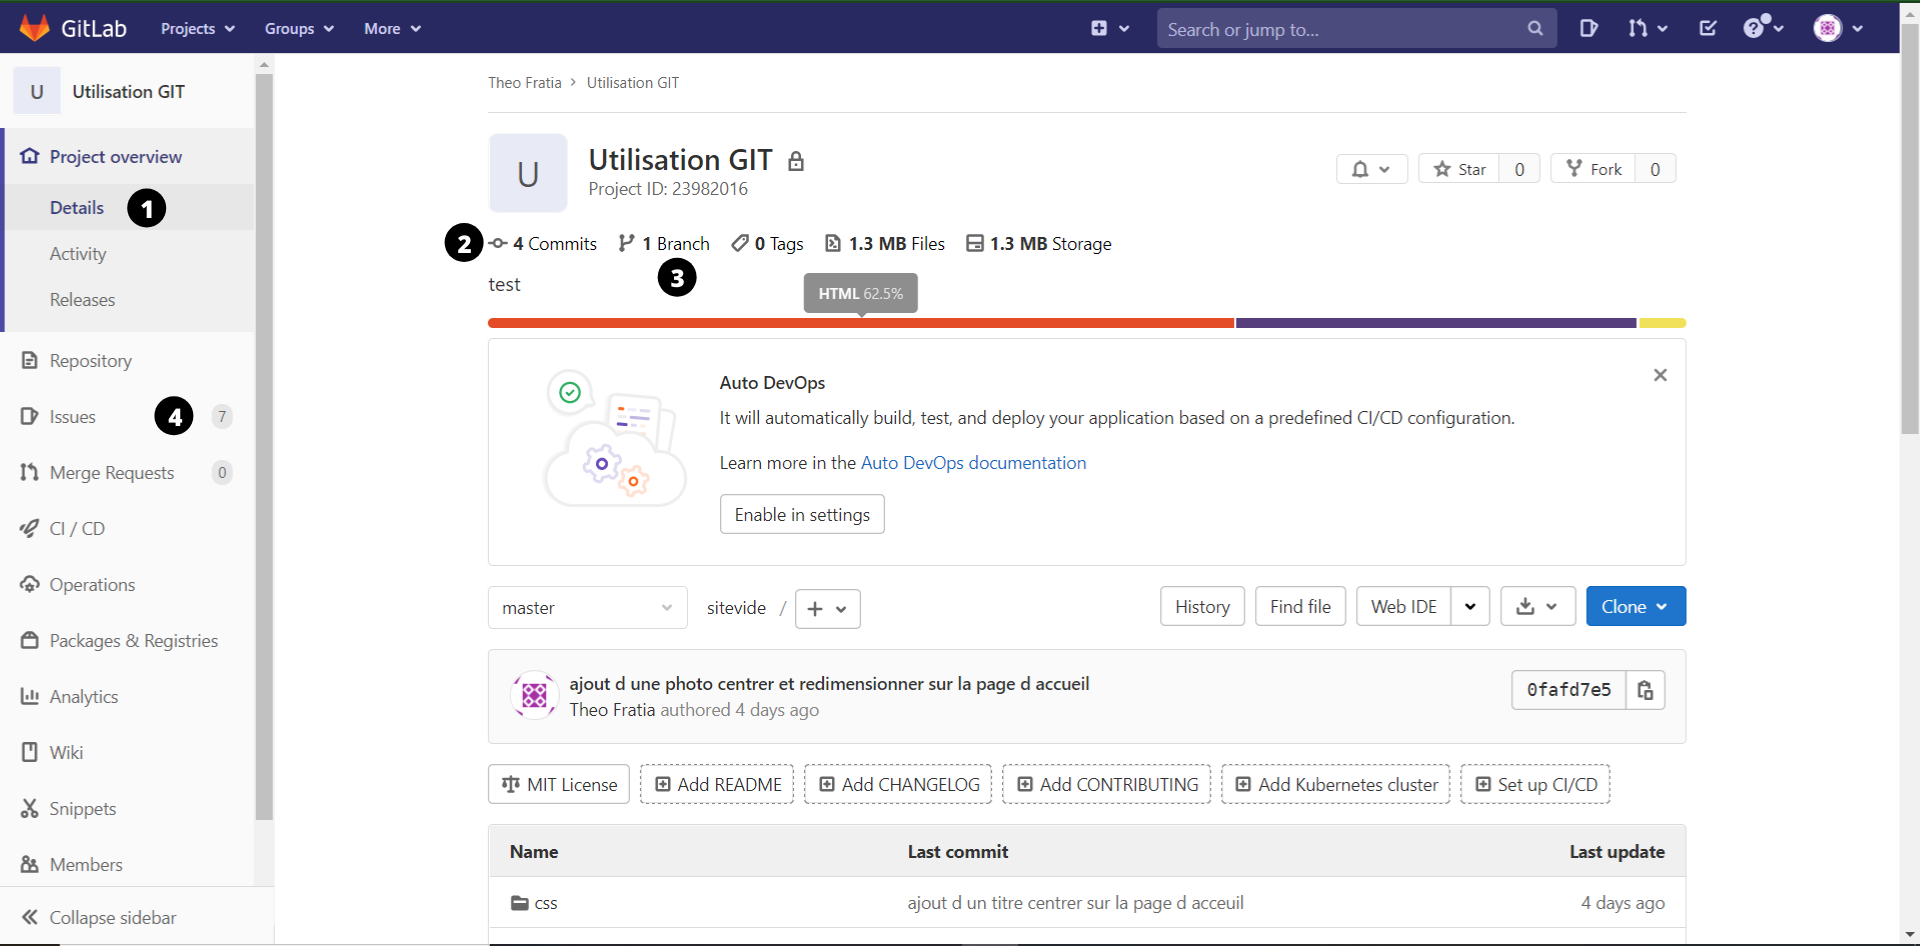 GitLab Projects Groups More Search or jump to...
U Utilisation GIT
Project overview
Details 1
Activity
Releases
Repository
Issues 4 7
Merge Requests 0
CI / CD
Operations
Packages & Registries
Analytics
Wiki
Snippets
Members
Collapse sidebar
Theo Fratia > Utilisation GIT
U
Utilisation GIT
Project ID: 23982016
Star 0 Fork 0
2 4 Commits 1 Branch 0 Tags 1.3 MB Files 1.3 MB Storage
3
test
HTML 62.5%
Auto DevOps
It will automatically build, test, and deploy your application based on a predefined CI/CD configuration.
Learn more in the Auto DevOps documentation
Enable in settings
master sitevide / + History Find file Web IDE Clone
ajout d une photo centrer et redimensionner sur la page d accueil
Theo Fratia authored 4 days ago
0fafd7e5
MIT License Add README Add CHANGELOG Add CONTRIBUTING Add Kubernetes cluster Set up CI/CD
Name Last commit Last update
css ajout d un titre centrer sur la page d acceuil 4 days ago